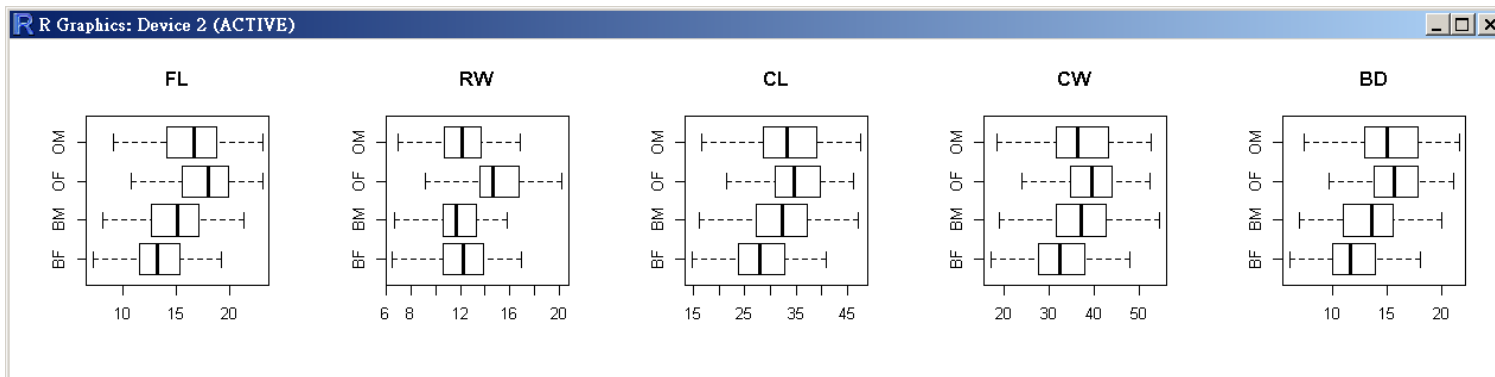 R Graphics: Device 2 (ACTIVE)
FL
OM
OF
BM
BF
10 15 20
RW
OM
OF
BM
BF
6 8 12 16 20
CL
OM
OF
BM
BF
15 25 35 45
CW
OM
OF
BM
BF
20 30 40 50
BD
OM
OF
BM
BF
10 15 20